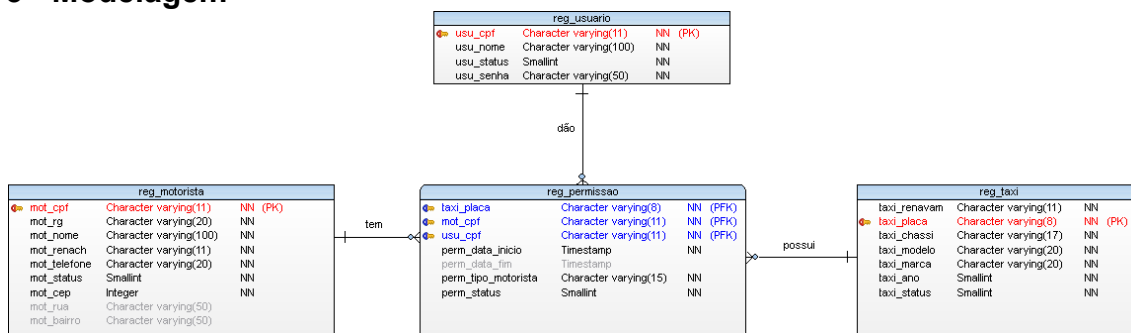 Modelagem
reg_usuario
usu_cpf Character varying(11) NN (PK)
usu_nome Character varying(100) NN
usu_status Smallint NN
usu_senha Character varying(50) NN
dão
reg_motorista
mot_cpf Character varying(11) NN (PK)
mot_rg Character varying(20) NN
mot_nome Character varying(100) NN
mot_renach Character varying(11) NN
mot_telefone Character varying(20) NN
mot_status Smallint NN
mot_cep Integer NN
mot_rua Character varying(50)
mot_bairro Character varying(50)
tem
reg_permissao
taxi_placa Character varying(8) NN (PFK)
mot_cpf Character varying(11) NN (PFK)
usu_cpf Character varying(11) NN (PFK)
perm_data_inicio Timestamp NN
perm_data_fim Timestamp
perm_tipo_motorista Character varying(15) NN
perm_status Smallint NN
possui
reg_taxi
taxi_renavam Character varying(11) NN
taxi_placa Character varying(8) NN (PK)
taxi_chassi Character varying(17) NN
taxi_modelo Character varying(20) NN
taxi_marca Character varying(20) NN
taxi_ano Smallint NN
taxi_status Smallint NN